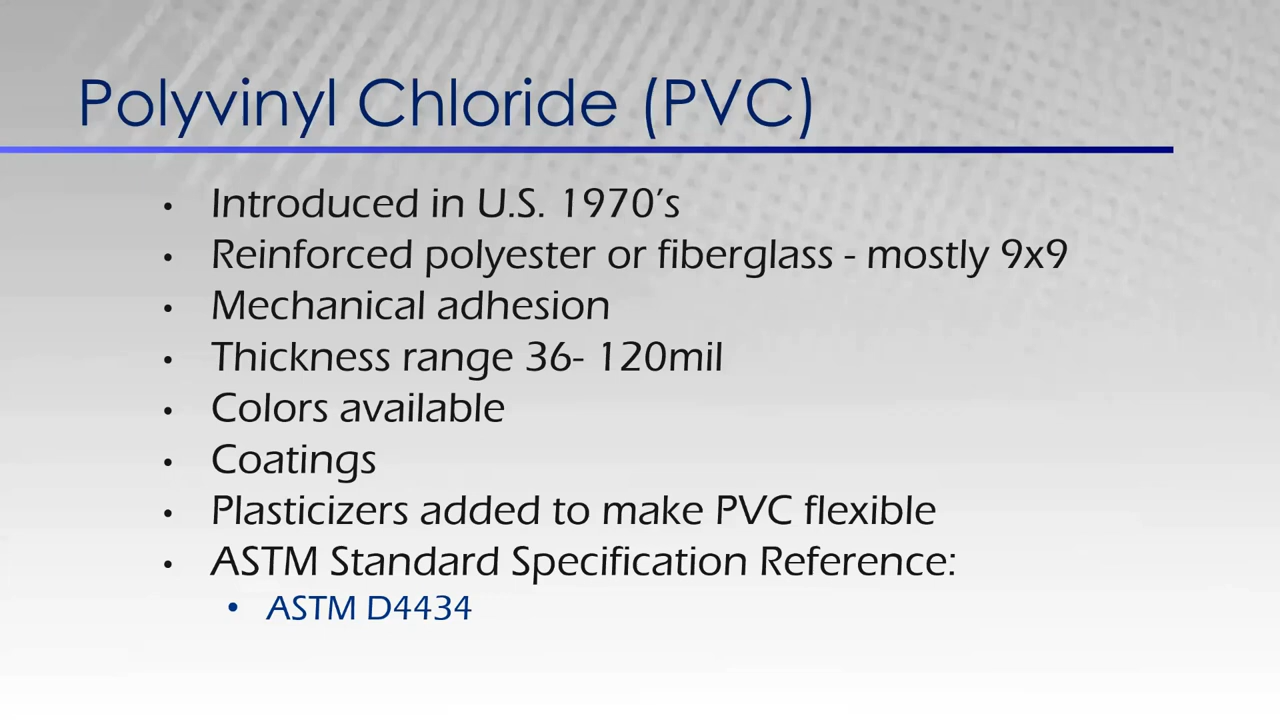 Polyvinyl Chloride (PVC)
• Introduced in U.S. 1970’s
• Reinforced polyester or fiberglass - mostly 9x9
• Mechanical adhesion
• Thickness range 36- 120mil
• Colors available
• Coatings
• Plasticizers added to make PVC flexible
• ASTM Standard Specification Reference:
• ASTM D4434